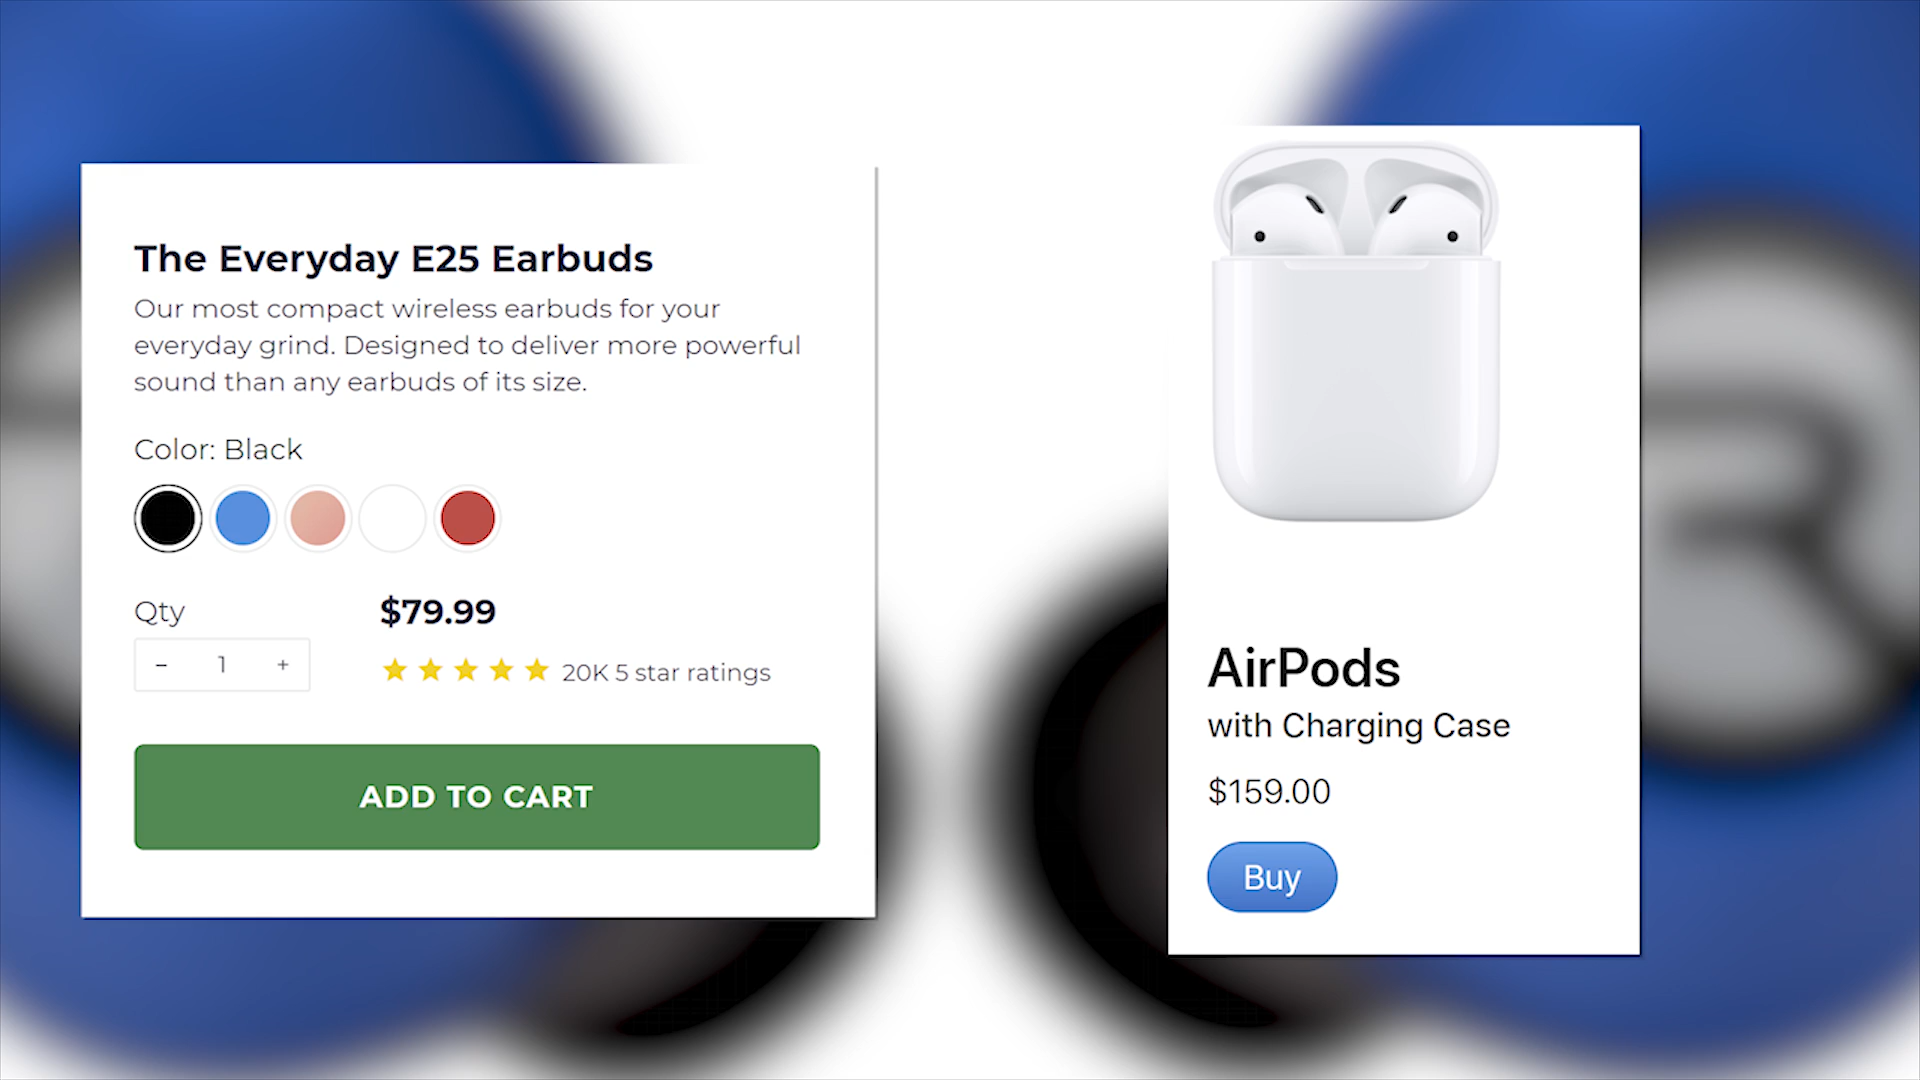 The Everyday E25 Earbuds
Our most compact wireless earbuds for your
everyday grind. Designed to deliver more powerful
sound than any earbuds of its size.
Color: Black
Qty
$79.99
− 1 +
20K 5 star ratings
ADD TO CART
AirPods
with Charging Case
$159.00
Buy